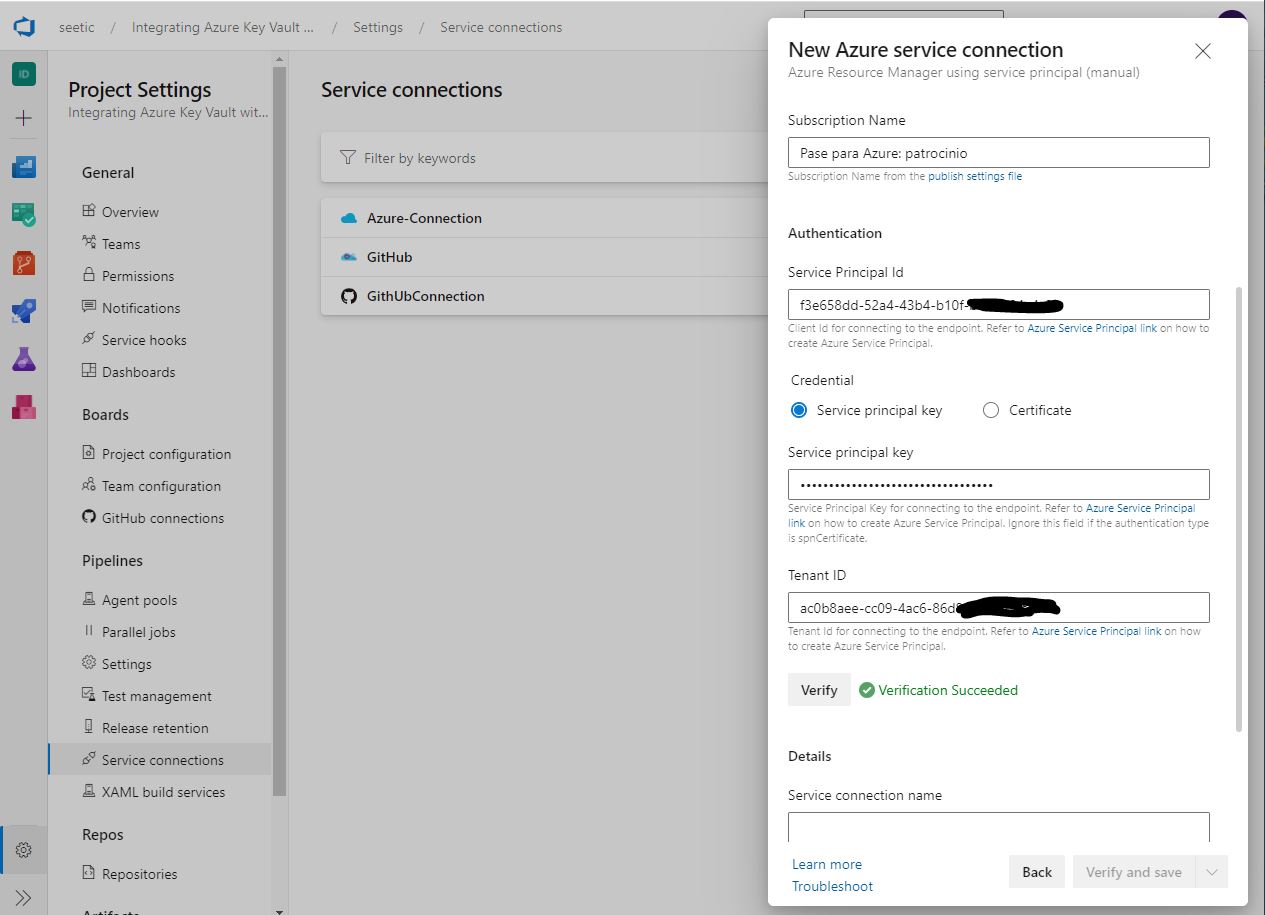 seetic / Integrating Azure Key Vault ... / Settings / Service connections
ID
Project Settings
Integrating Azure Key Vault wit...
General
Overview
Teams
Permissions
Notifications
Service hooks
Dashboards
Boards
Project configuration
Team configuration
GitHub connections
Pipelines
Agent pools
Parallel jobs
Settings
Test management
Release retention
Service connections
XAML build services
Repos
Repositories
Artifacts
Service connections
Filter by keywords
Azure-Connection
GitHub
GithUbConnection
New Azure service connection
Azure Resource Manager using service principal (manual)
Subscription Name
Pase para Azure: patrocinio
Subscription Name from the publish settings file
Authentication
Service Principal Id
f3e658dd-52a4-43b4-b10f-
Client Id for connecting to the endpoint. Refer to Azure Service Principal link on how to
create Azure Service Principal.
Credential
Service principal key
Certificate
Service principal key
Service Principal Key for connecting to the endpoint. Refer to Azure Service Principal
link on how to create Azure Service Principal. Ignore this field if the authentication type
is spnCertificate.
Tenant ID
ac0b8aee-cc09-4ac6-86d
Tenant Id for connecting to the endpoint. Refer to Azure Service Principal link on how
to create Azure Service Principal.
Verify
Verification Succeeded
Details
Service connection name
Learn more
Troubleshoot
Back
Verify and save